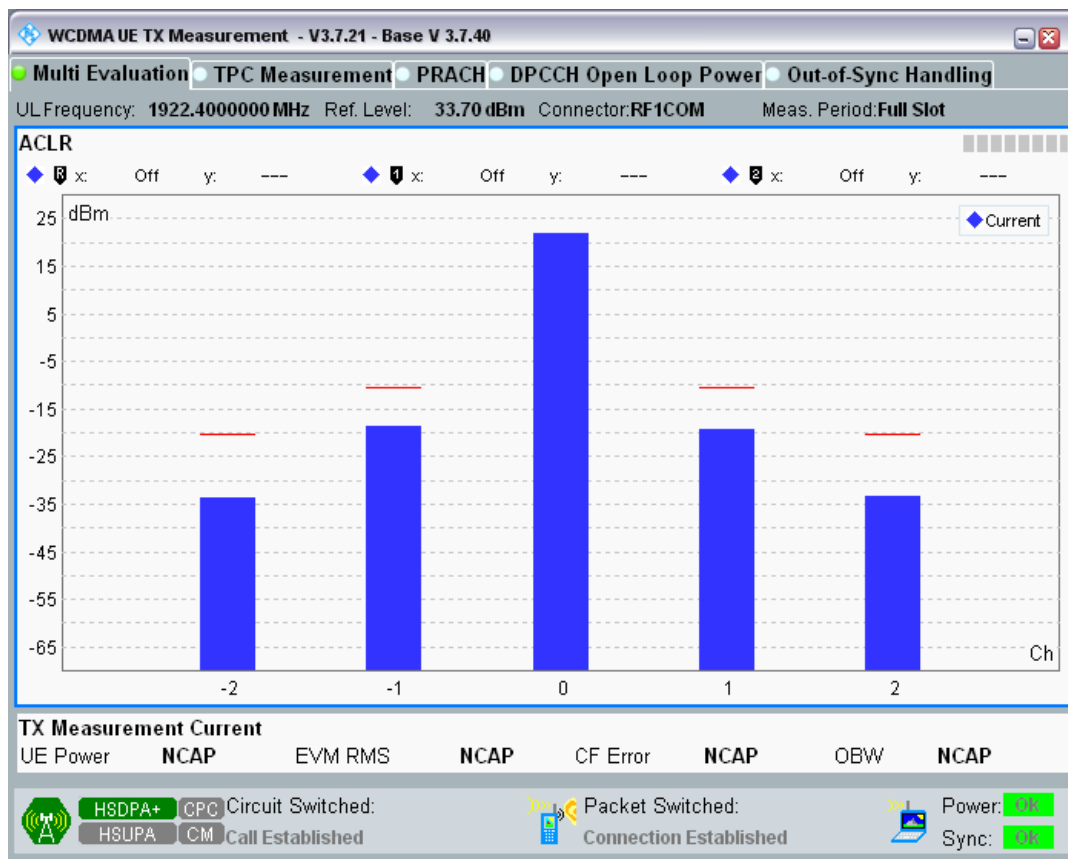 WCDMA UE TX Measurement - V3.7.21 - Base V 3.7.40
Multi Evaluation TPC Measurement PRACH DPCCH Open Loop Power Out-of-Sync Handling
UL Frequency: 1922.4000000 MHz Ref. Level: 33.70 dBm Connector:RF1COM Meas. Period:Full Slot
ACLR
R x: Off y: --- 1 x: Off y: --- 2 x: Off y: ---
dBm
Current
25
15
5
-5
-15
-25
-35
-45
-55
-65
Ch
-2 -1 0 1 2
TX Measurement Current
UE Power NCAP EVM RMS NCAP CF Error NCAP OBW NCAP
HSDPA+ CPC Circuit Switched: Packet Switched: Power: OK
HSUPA CM Call Established Connection Established Sync: OK